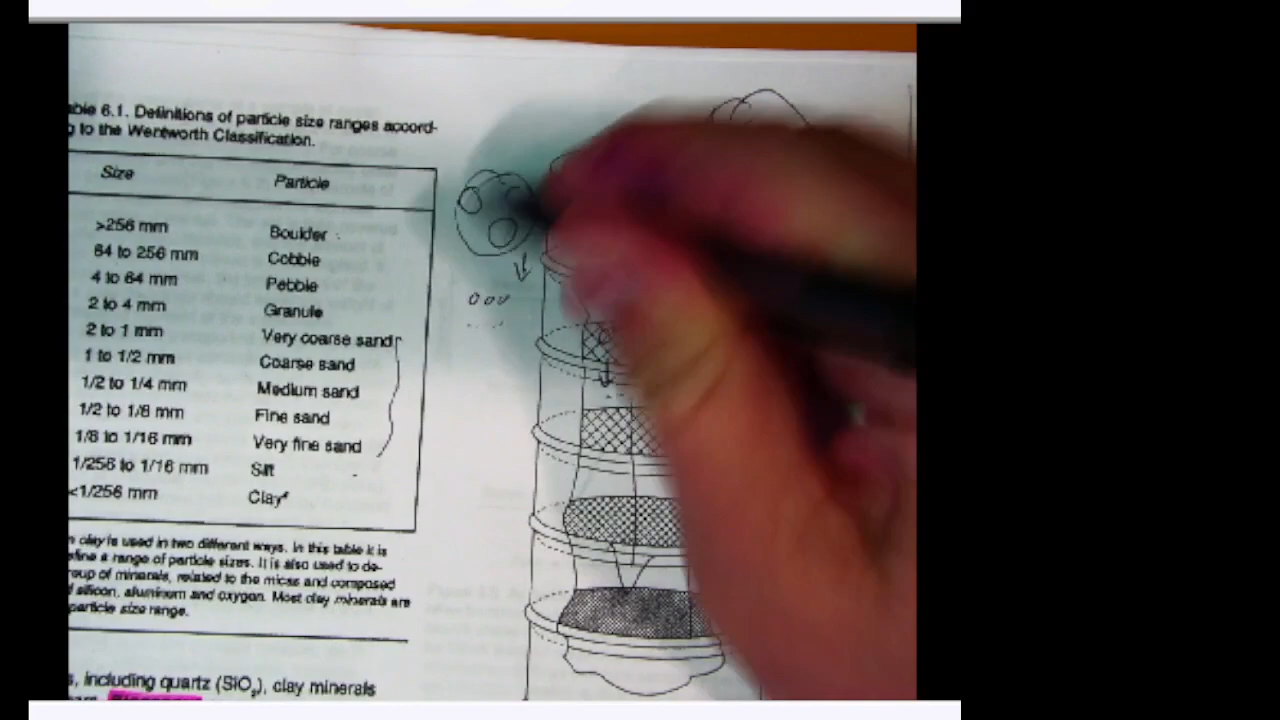 able 6.1. Definitions of particle size ranges accord-
g to the Wentworth Classification.
Size Particle
>256 mm Boulder
64 to 256 mm Cobble
4 to 64 mm Pebble
2 to 4 mm Granule
2 to 1 mm Very coarse sand
1 to 1/2 mm Coarse sand
1/2 to 1/4 mm Medium sand
1/2 to 1/8 mm Fine sand
1/8 to 1/16 mm Very fine sand
1/256 to 1/16 mm Silt
<1/256 mm Clay*
n clay is used in two different ways. In this table it is
efine a range of particle sizes. It is also used to de-
roup of minerals, related to the micas and composed
f silicon, aluminum and oxygen. Most clay minerals are
particle size range.
s, including quartz (SiO2), clay minerals